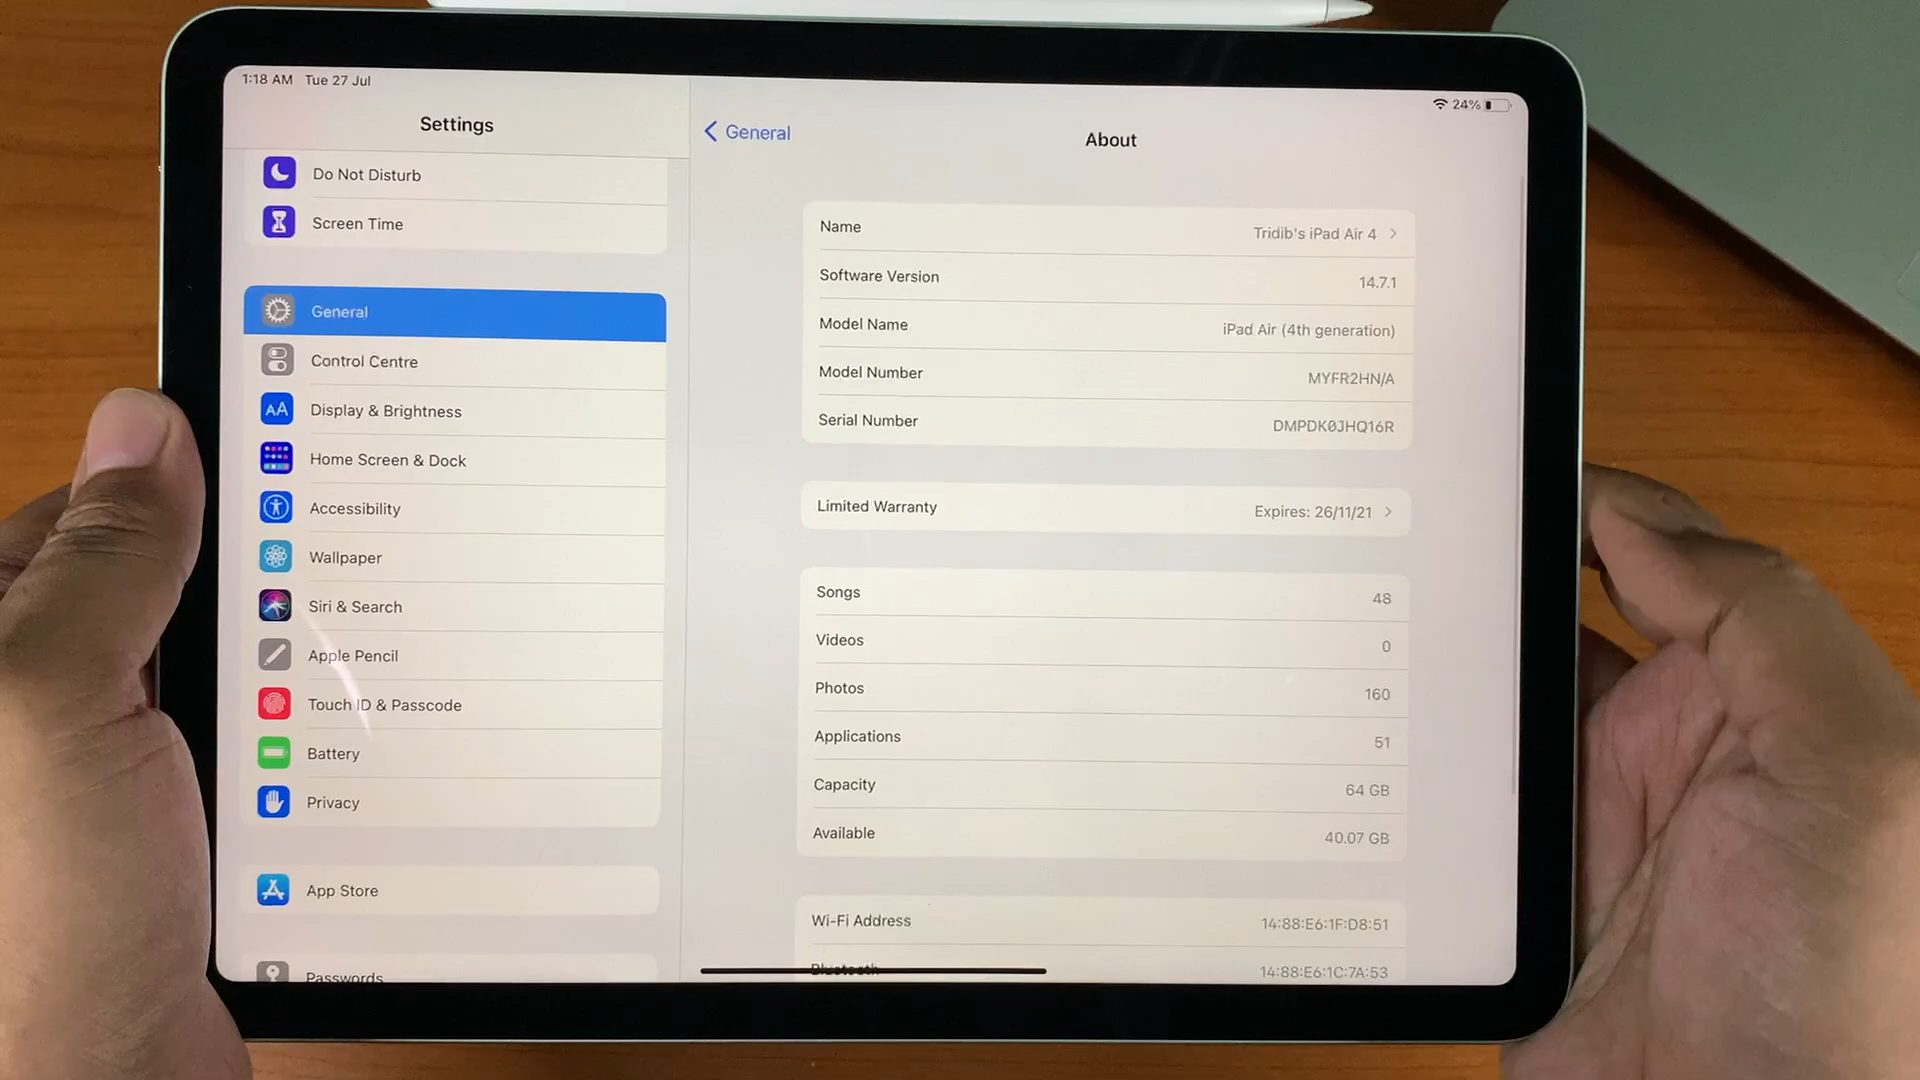 1:18 AM Tue 27 Jul
24%
Settings
Do Not Disturb
Screen Time
General
Control Centre
AA
Display & Brightness
Home Screen & Dock
Accessibility
Wallpaper
Siri & Search
Apple Pencil
Touch ID & Passcode
Battery
Privacy
App Store
Passwords
General
About
Name Tridib's iPad Air 4
Software Version 14.7.1
Model Name iPad Air (4th generation)
Model Number MYFR2HN/A
Serial Number DMPDK0JHQ16R
Limited Warranty Expires: 26/11/21
Songs 48
Videos 0
Photos 160
Applications 51
Capacity 64 GB
Available 40.07 GB
Wi-Fi Address 14:88:E6:1F:D8:51
Bluetooth 14:88:E6:1C:7A:53